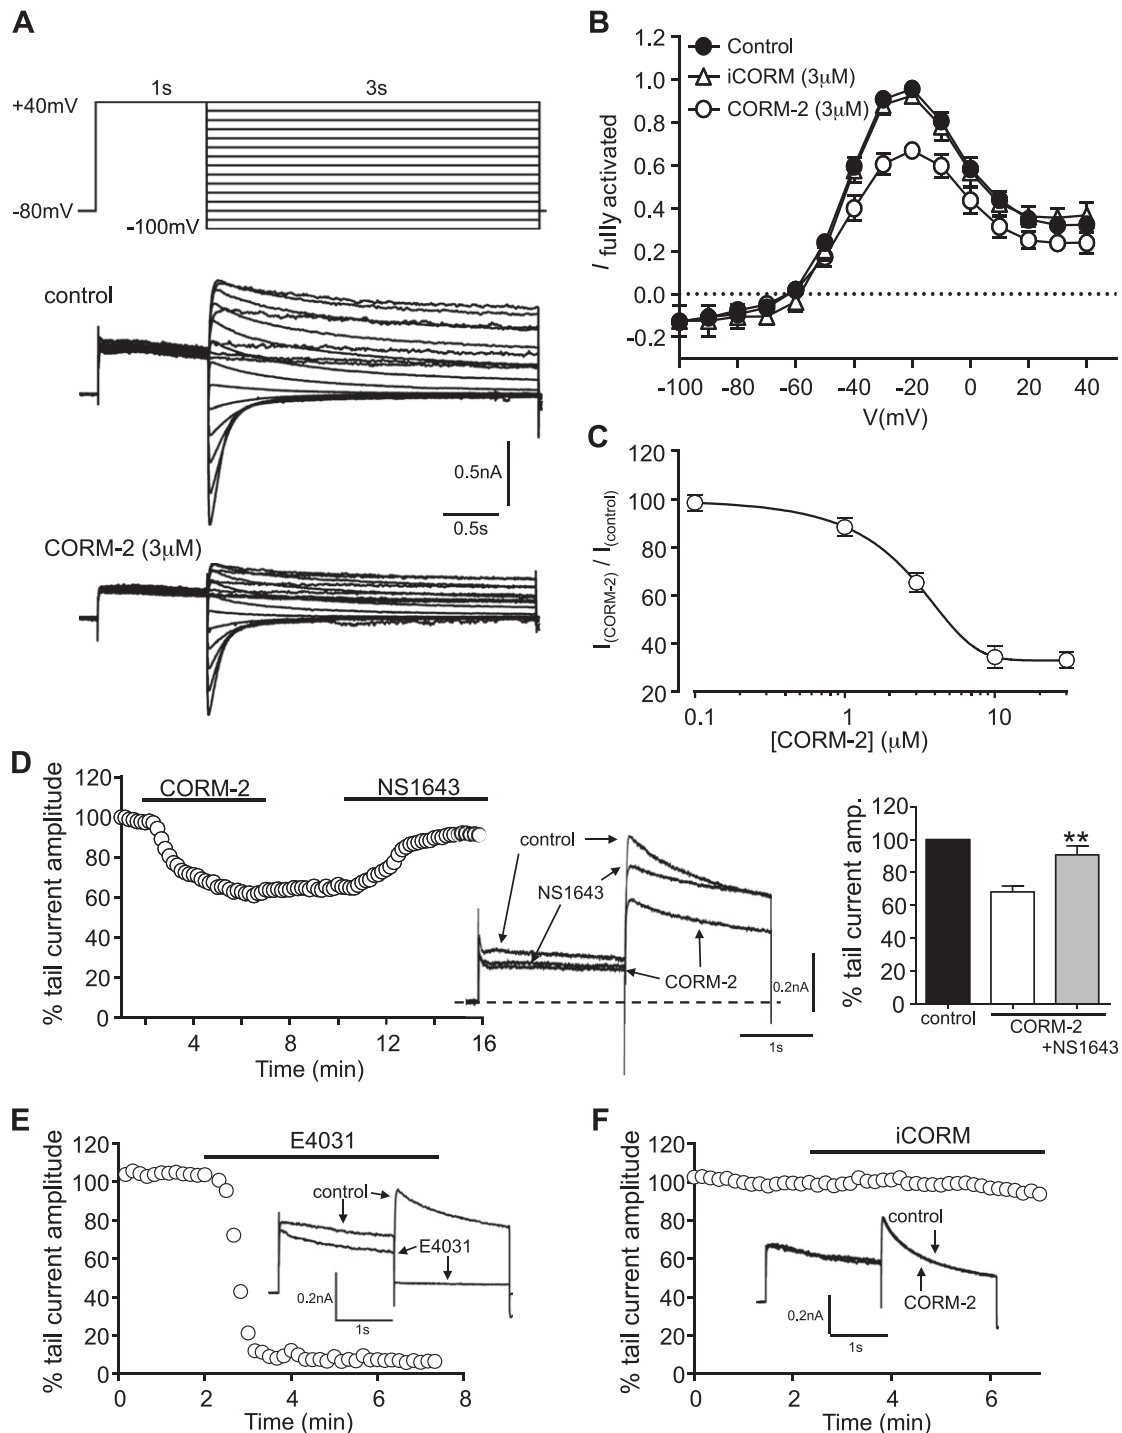 A
1s
3s
+40mV
-80mV
-100mV
control
0.5nA
0.5s
CORM-2 (3μM)
B
Control
iCORM (3μM)
CORM-2 (3μM)
I fully activated
1.2
1.0
0.8
0.6
0.4
0.2
0.0
-0.2
-100
-80
-60
-40
-20
0
20
40
V(mV)
C
I(CORM-2) / I(control)
120
100
80
60
40
20
0.1
1
10
[CORM-2] (μM)
D
% tail current amplitude
120
100
80
60
40
20
0
CORM-2
NS1643
4
8
12
16
Time (min)
control
NS1643
CORM-2
0.2nA
1s
% tail current amp.
120
100
80
60
40
20
0
**
control
CORM-2
+NS1643
E
% tail current amplitude
120
100
80
60
40
20
0
E4031
control
E4031
0.2nA
1s
0
2
4
6
8
Time (min)
F
% tail current amplitude
120
100
80
60
40
20
0
iCORM
control
CORM-2
0.2nA
1s
0
2
4
6
Time (min)